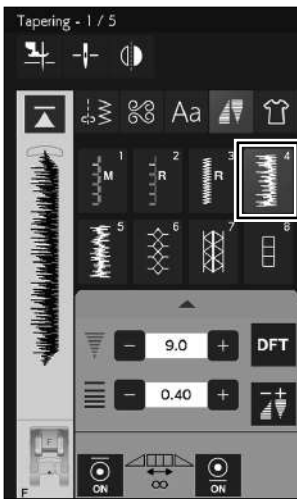 Tapering - 1 / 5
Aa
M 1
R 2
R 3
4
5
6
7
8
- 9.0 + DFT
- 0.40 +
F
F
ON
∞
ON